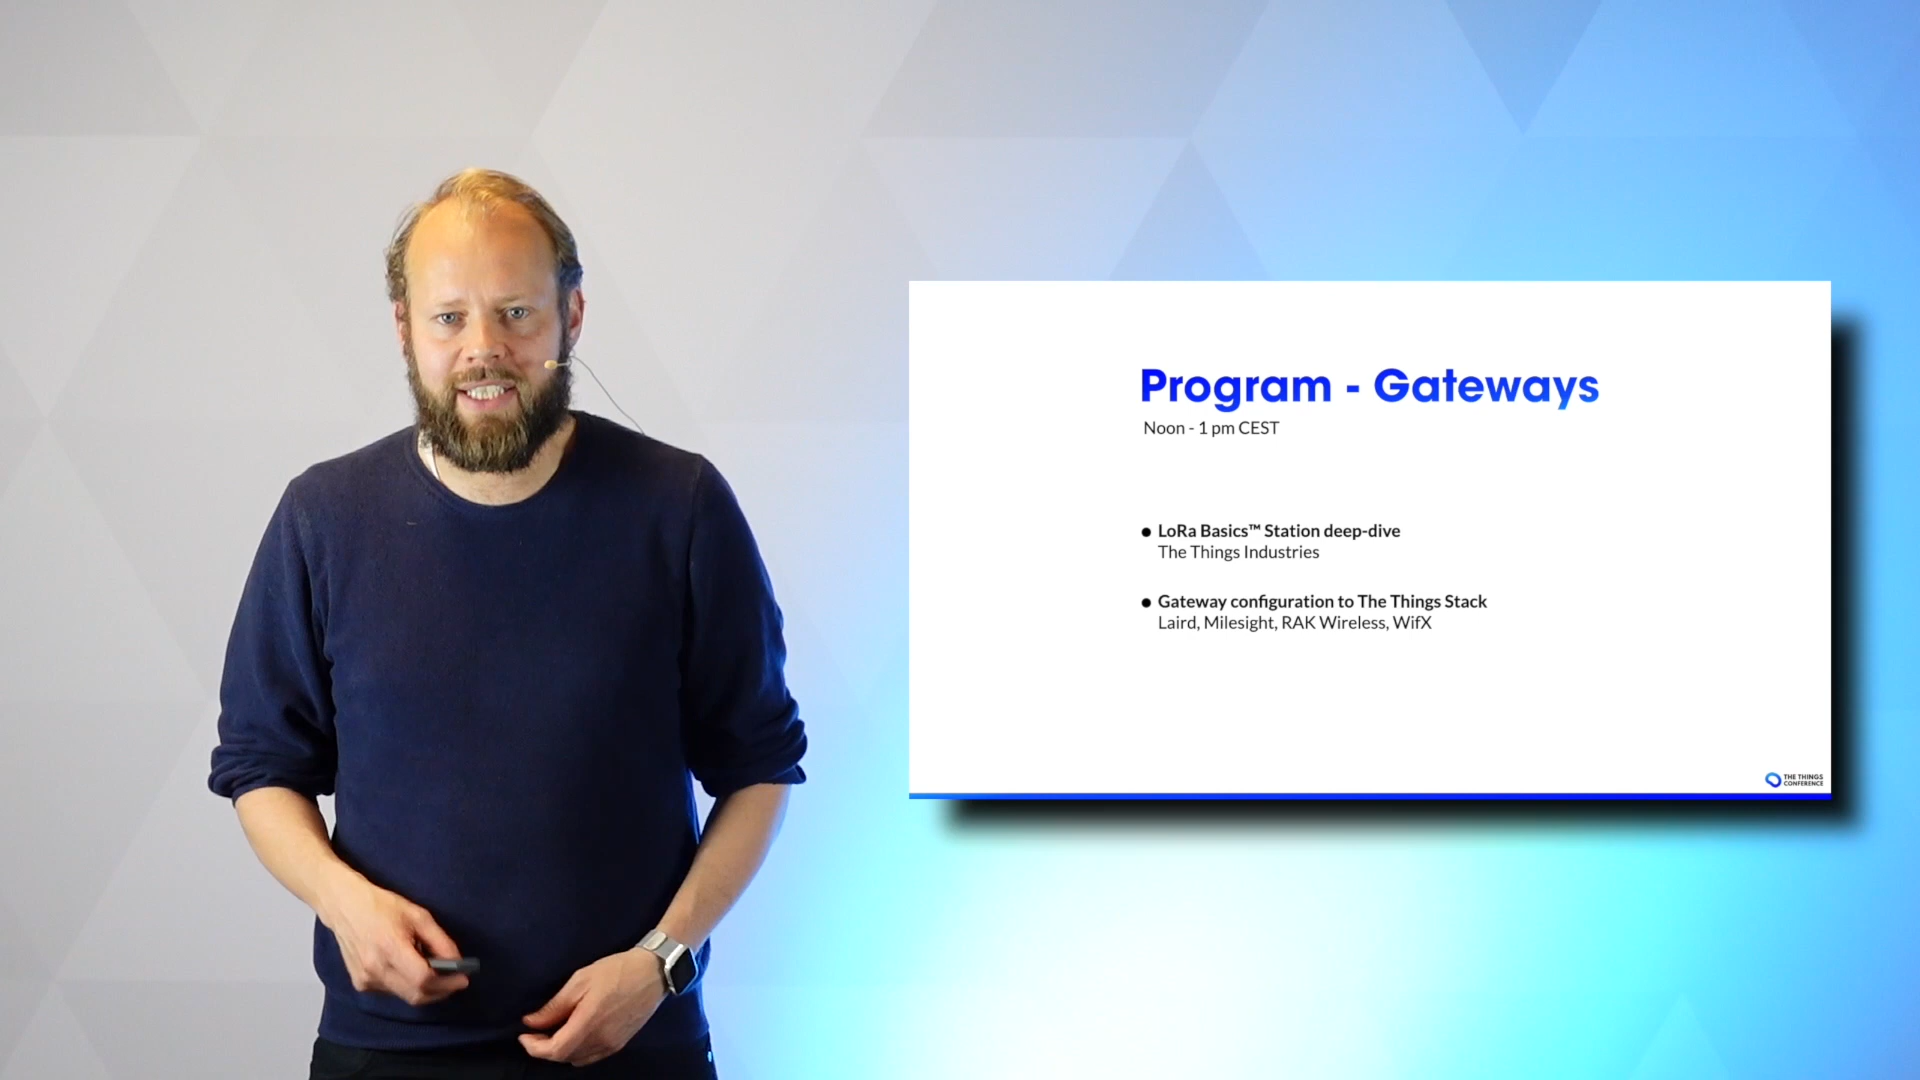 Program - Gateways
Noon - 1 pm CEST
● LoRa Basics™ Station deep-dive
The Things Industries
● Gateway configuration to The Things Stack
Laird, Milesight, RAK Wireless, WifX
THE THINGS
CONFERENCE